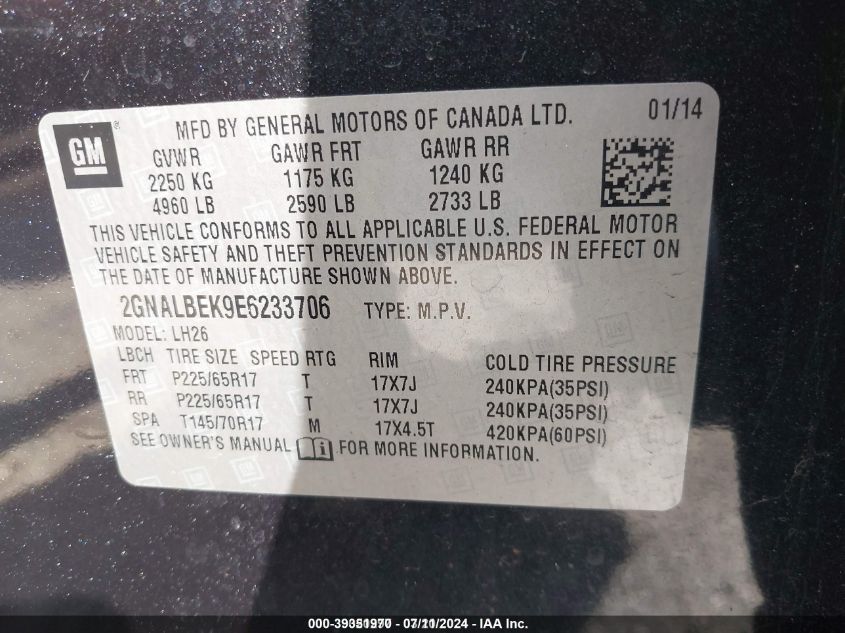 GM ® MFD BY GENERAL MOTORS OF CANADA LTD. 01/14
GVWR GAWR FRT GAWR RR
2250 KG 1175 KG 1240 KG
4960 LB 2590 LB 2733 LB
THIS VEHICLE CONFORMS TO ALL APPLICABLE U.S. FEDERAL MOTOR
VEHICLE SAFETY AND THEFT PREVENTION STANDARDS IN EFFECT ON
THE DATE OF MANUFACTURE SHOWN ABOVE.
2GNALBEK9E6233706 TYPE: M.P.V.
MODEL: LH26
LBCH TIRE SIZE SPEED RTG RIM COLD TIRE PRESSURE
FRT P225/65R17 T 17X7J 240KPA(35PSI)
RR P225/65R17 T 17X7J 240KPA(35PSI)
SPA T145/70R17 M 17X4.5T 420KPA(60PSI)
SEE OWNER'S MANUAL i FOR MORE INFORMATION.
- IAA Inc.